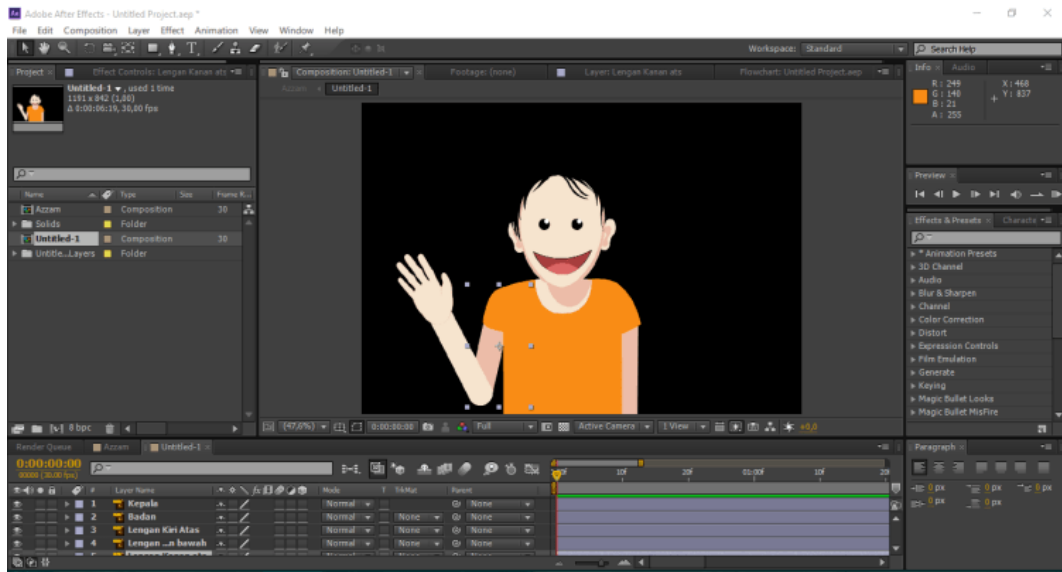 Adobe After Effects - Untitled Project.aep *
File Edit Composition Layer Effect Animation View Window Help
Workspace: Standard
Search Help
Project
Effect Controls: Lengan Kanan ats
Composition: Untitled-1
Footage: (none)
Layer: Lengan Kanan ats
Flowchart: Untitled Project.aep
Info Audio
Untitled-1 , used 1 time
1191 x 842 (1,00)
Δ 0:00:06:19, 30,00 fps
Azzam Untitled-1
R : 249
G : 140
B : 21
A : 255
X : 468
Y : 837
Preview
Name Type Size Frame R...
Azzam Composition 30
Solids Folder
Untitled-1 Composition 30
Untitle...Layers Folder
Effects & Presets Characte
* Animation Presets
3D Channel
Audio
Blur & Sharpen
Channel
Color Correction
Distort
Expression Controls
Film Emulation
Generate
Keying
Magic Bullet Looks
Magic Bullet MisFire
8 bpc
(47,6%) 0:00:00:00 Full Active Camera 1 View +0,0
Render Queue Azzam Untitled-1
Paragraph
0:00:00:00
00000 (30.00 fps)
10f 20f 01:00f 10f 20
# Layer Name Mode T TrkMat Parent
1 Kepala Normal None
2 Badan Normal None None
3 Lengan Kiri Atas Normal None None
4 Lengan ...n bawah Normal None None
0 px 0 px 0 px
0 px 0 px